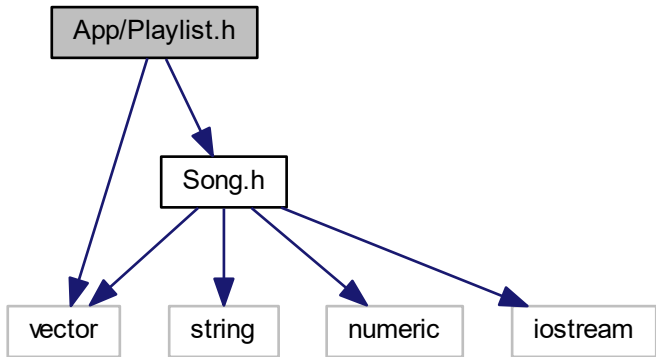 App/Playlist.h
Song.h
vector
string
numeric
iostream